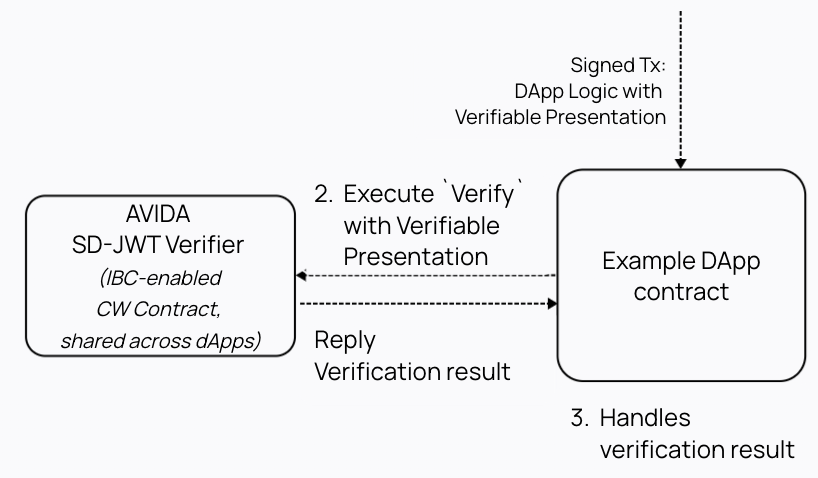 Signed Tx:
DApp Logic with
Verifiable Presentation
2. Execute `Verify`
with Verifiable
Presentation
AVIDA
SD-JWT Verifier
(IBC-enabled
CW Contract,
shared across dApps)
Example DApp
contract
Reply
Verification result
3. Handles
verification result